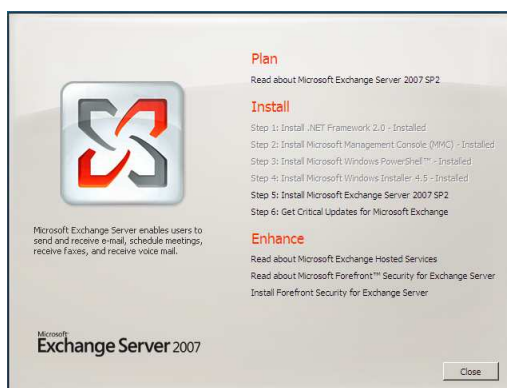 Plan
Read about Microsoft Exchange Server 2007 SP2
Install
Step 1: Install .NET Framework 2.0 - Installed
Step 2: Install Microsoft Management Console (MMC) - Installed
Step 3: Install Microsoft Windows PowerShell™ - Installed
Step 4: Install Microsoft Windows Installer 4.5 - Installed
Step 5: Install Microsoft Exchange Server 2007 SP2
Step 6: Get Critical Updates for Microsoft Exchange
Microsoft Exchange Server enables users to
send and receive e-mail, schedule meetings,
receive faxes, and receive voice mail.
Enhance
Read about Microsoft Exchange Hosted Services
Read about Microsoft Forefront™ Security for Exchange Server
Install Forefront Security for Exchange Server
Microsoft
Exchange Server 2007
Close